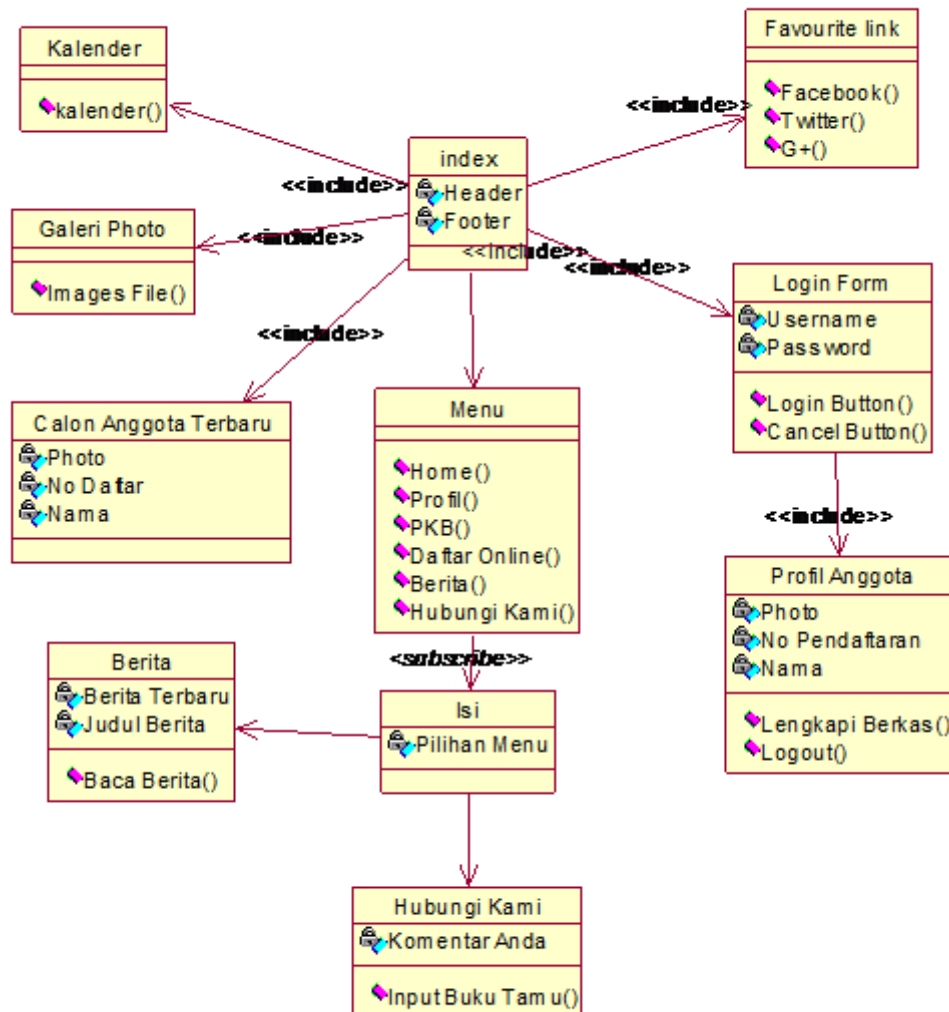 Kalender
kalender()
Favourite link
Facebook()
Twitter()
G+()
<<include>>
index
Header
Footer
<<include>>
Galeri Photo
Images File()
<<include>>
<<include>>
<<include>>
Login Form
Username
Password
Login Button()
Cancel Button()
<<include>>
Calon Anggota Terbaru
Photo
No Daftar
Nama
Menu
Home()
Profil()
PKB()
Daftar Online()
Berita()
Hubungi Kami()
<<include>>
Profil Anggota
Photo
No Pendaftaran
Nama
Lengkapi Berkas()
Logout()
<subscribe>>
Berita
Berita Terbaru
Judul Berita
Baca Berita()
Isi
Pilihan Menu
Hubungi Kami
Komentar Anda
Input Buku Tamu()